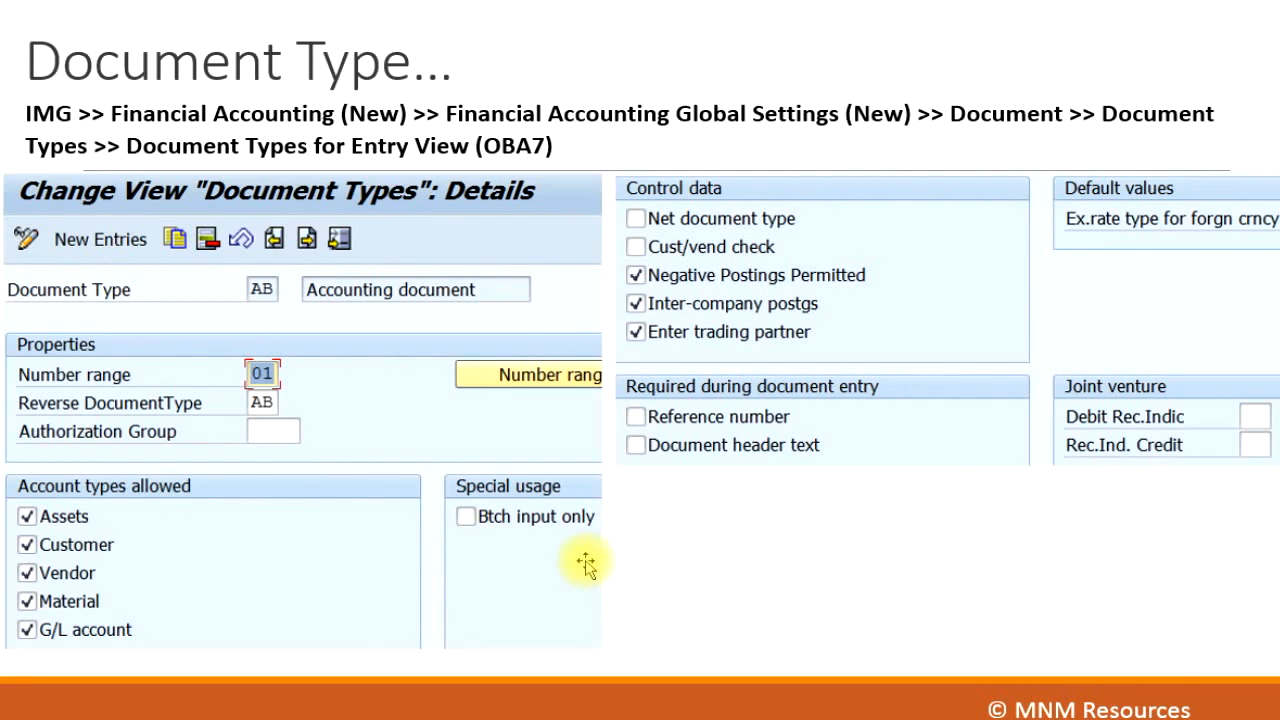 Document Type...
IMG >> Financial Accounting (New) >> Financial Accounting Global Settings (New) >> Document >> Document
Types >> Document Types for Entry View (OBA7)
Change View "Document Types": Details
New Entries
Document Type AB Accounting document
Properties
Number range 01 Number rang
Reverse DocumentType AB
Authorization Group
Account types allowed
Assets
Customer
Vendor
Material
G/L account
Special usage
Btch input only
Control data
Net document type
Cust/vend check
Negative Postings Permitted
Inter-company postgs
Enter trading partner
Default values
Ex.rate type for forgn crncy
Required during document entry
Reference number
Document header text
Joint venture
Debit Rec.Indic
Rec.Ind. Credit
© MNM Resources